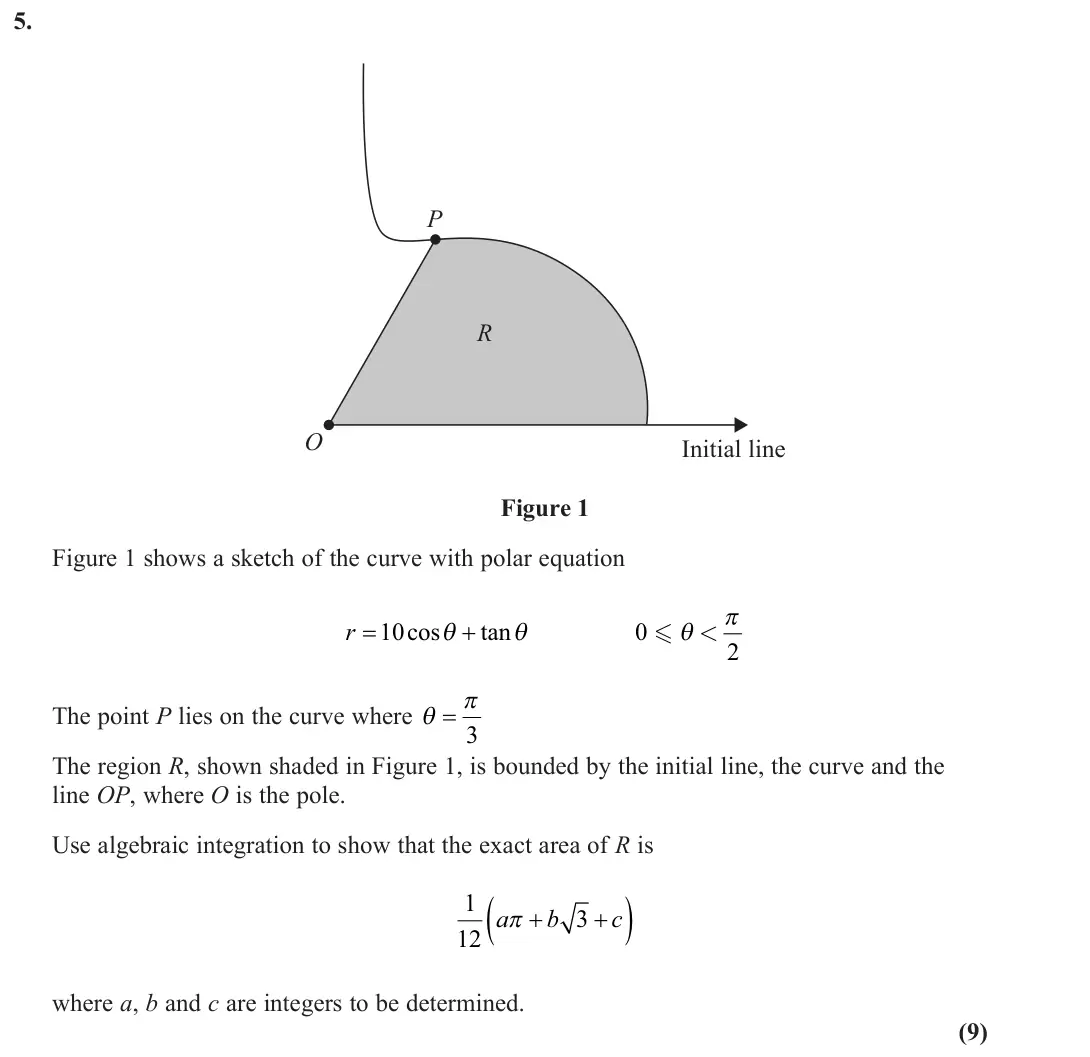 5.
P
R
O
Initial line
Figure 1
Figure 1 shows a sketch of the curve with polar equation
r = 10cosθ + tanθ 0 ⩽ θ < π/2
The point P lies on the curve where θ = π/3
The region R, shown shaded in Figure 1, is bounded by the initial line, the curve and the
line OP, where O is the pole.
Use algebraic integration to show that the exact area of R is
1/12 (aπ + b√3 + c)
where a, b and c are integers to be determined.
(9)